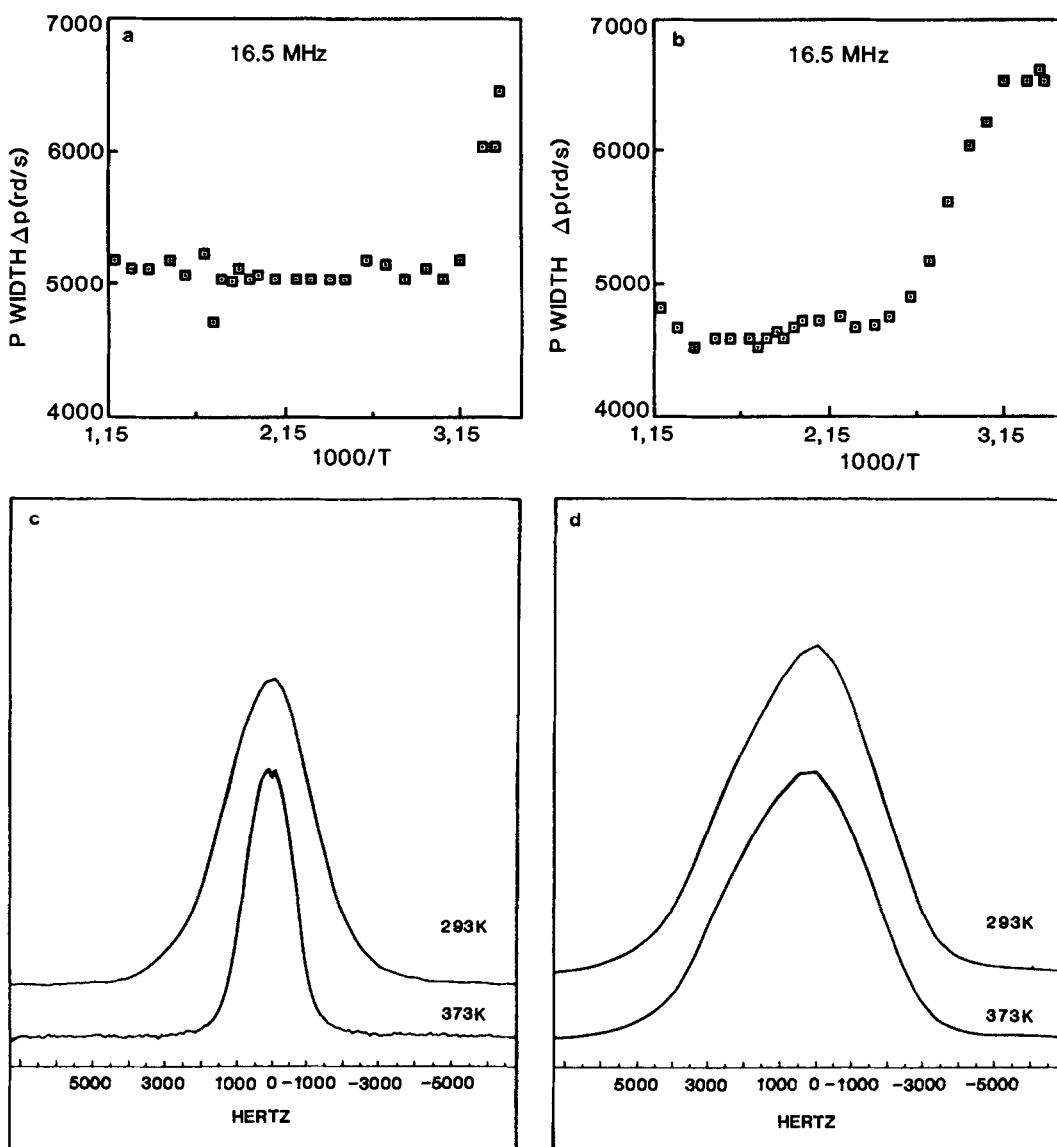 a
16.5 MHz
7000
6000
5000
4000
P WIDTH Δp(rd/s)
1,15
2,15
3,15
1000/T
b
16.5 MHz
7000
6000
5000
4000
P WIDTH Δp(rd/s)
1,15
2,15
3,15
1000/T
c
293K
373K
5000 3000 1000 0 -1000 -3000 -5000
HERTZ
d
293K
373K
5000 3000 1000 0 -1000 -3000 -5000
HERTZ